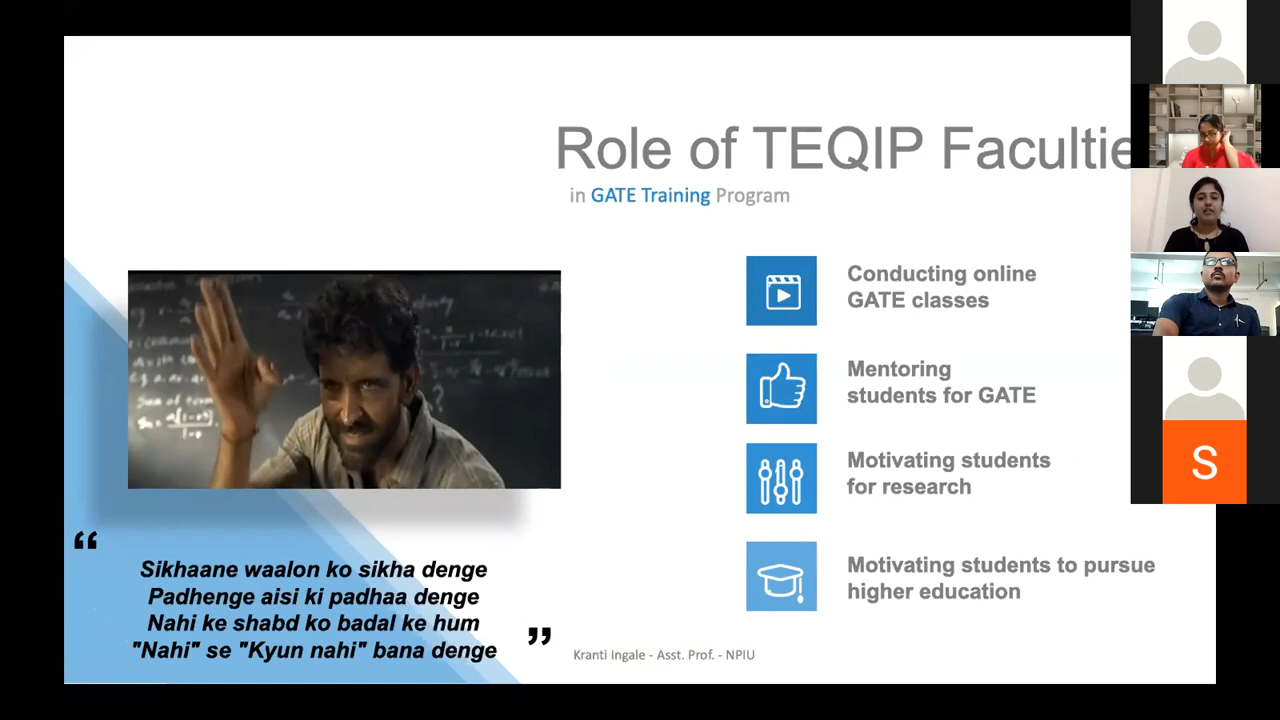 Role of TEQIP Facultie
in GATE Training Program
Conducting online
GATE classes
Mentoring
students for GATE
Motivating students
for research
Motivating students to pursue
higher education
“
Sikhaane waalon ko sikha denge
Padhenge aisi ki padhaa denge
Nahi ke shabd ko badal ke hum
"Nahi" se "Kyun nahi" bana denge
”
Kranti Ingale - Asst. Prof. - NPIU
S